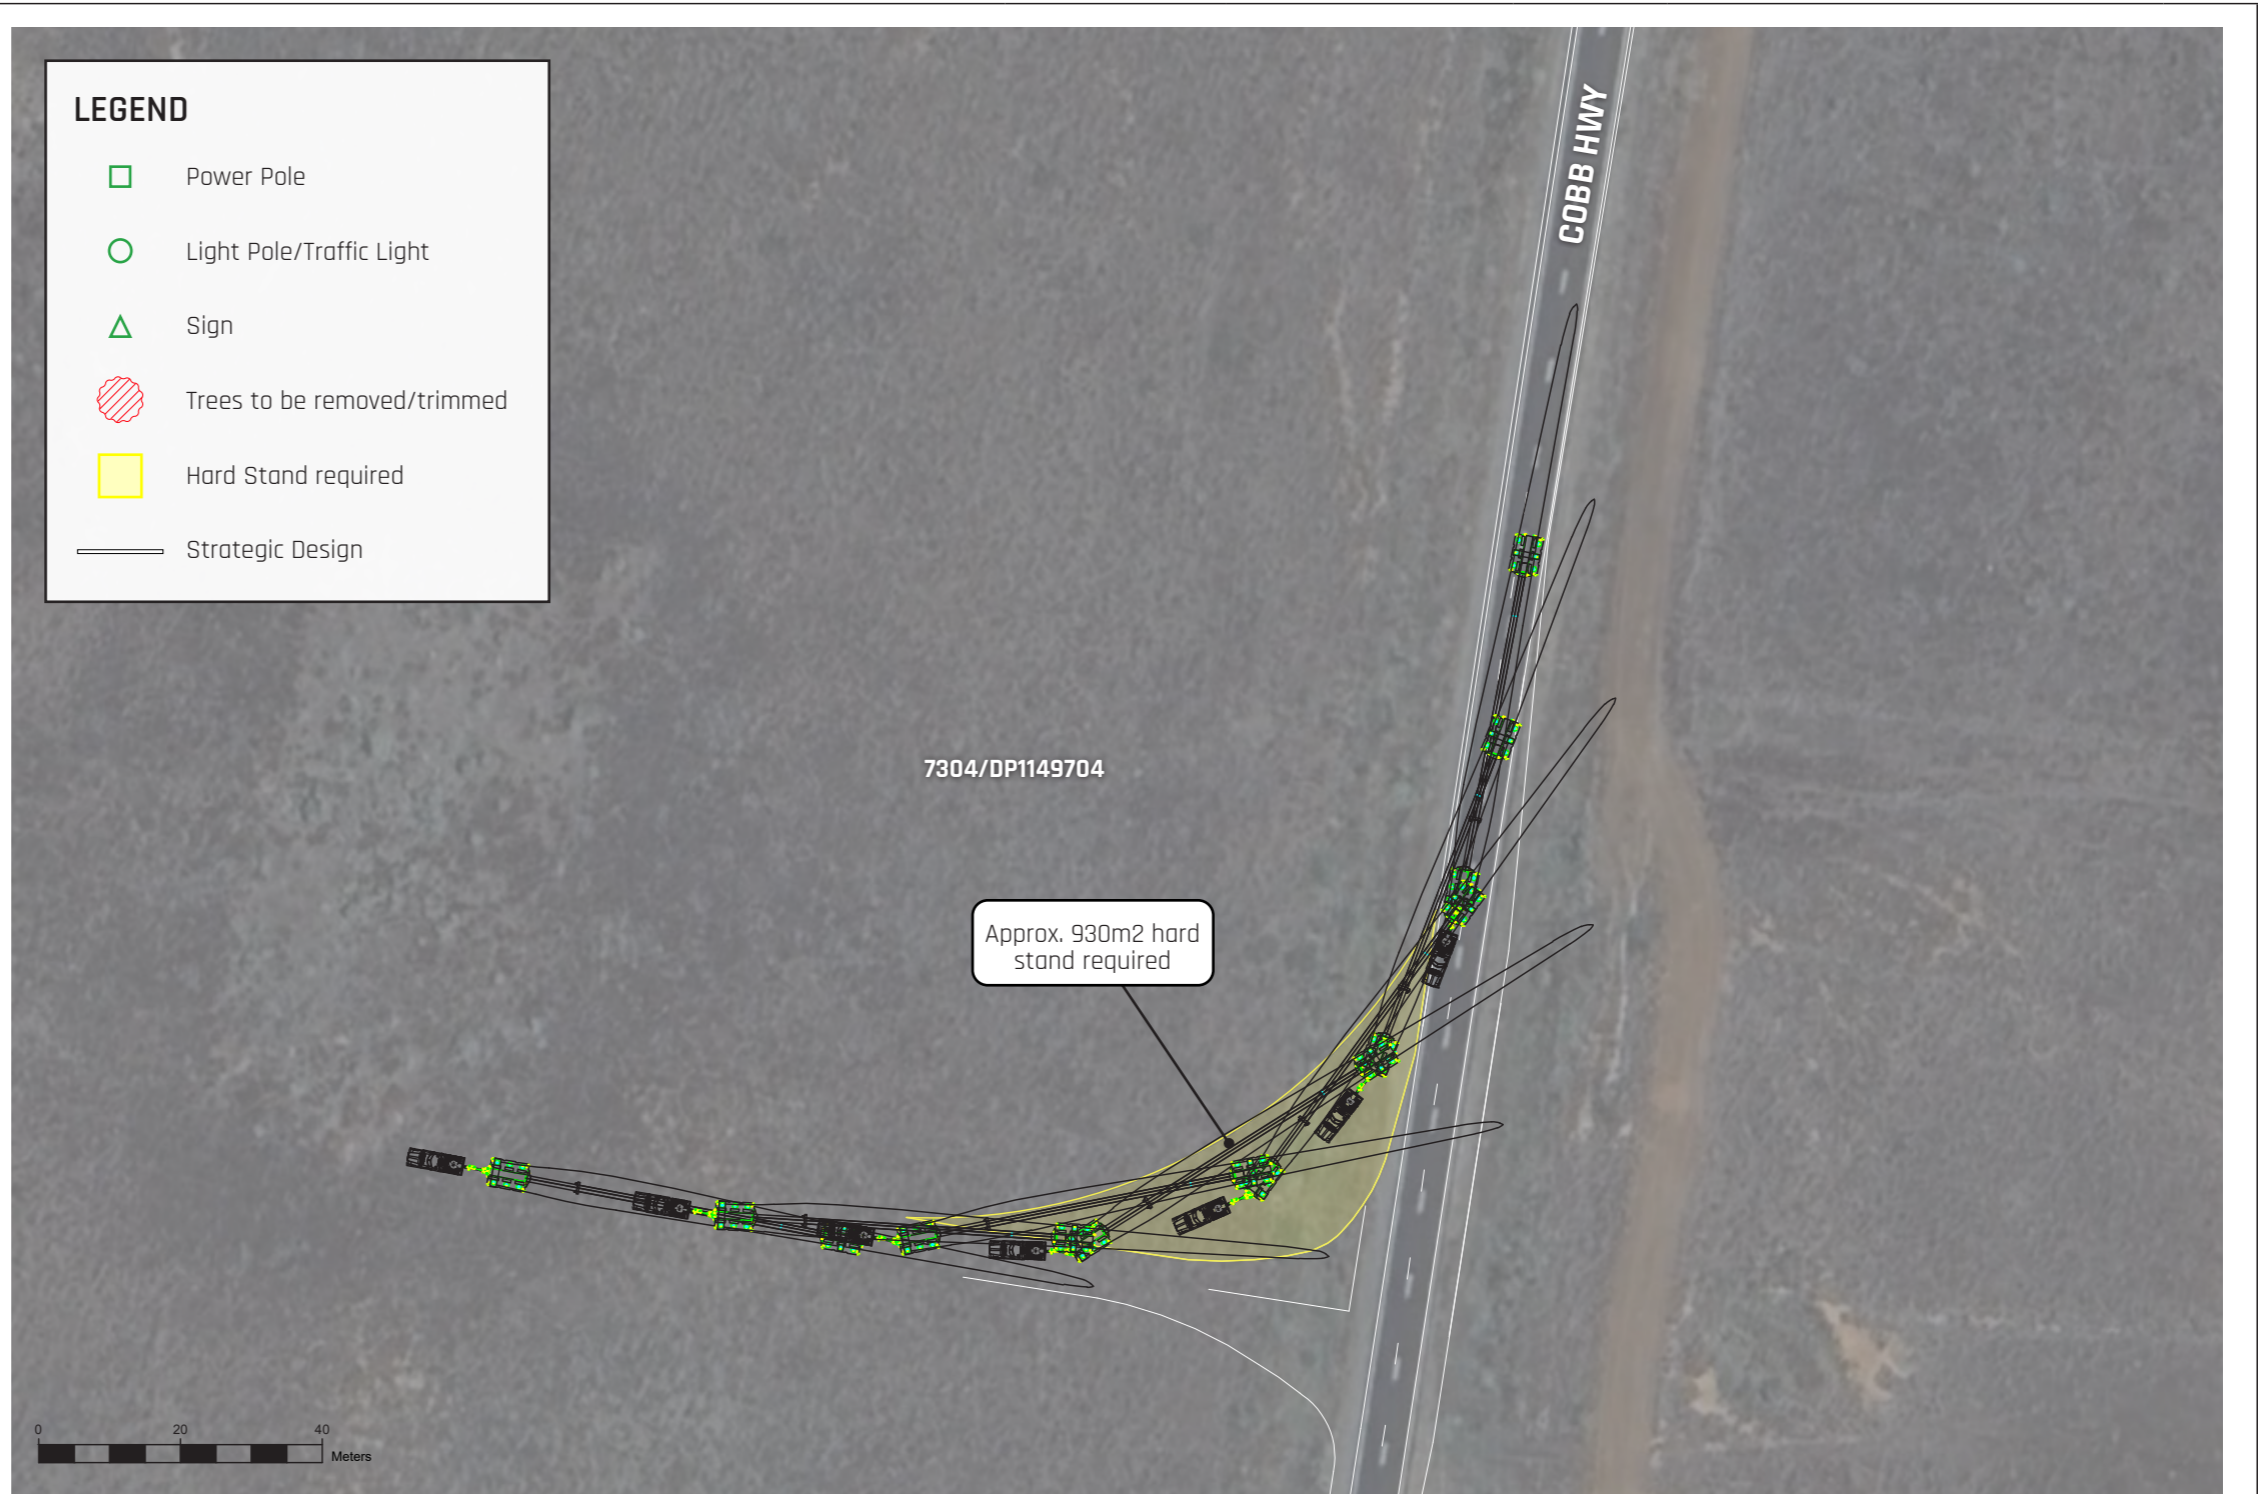 LEGEND
Power Pole
Light Pole/Traffic Light
Sign
Trees to be removed/trimmed
Hard Stand required
Strategic Design
COBB HWY
7304/DP1149704
Approx. 930m2 hard
stand required
0 20 40
Meters